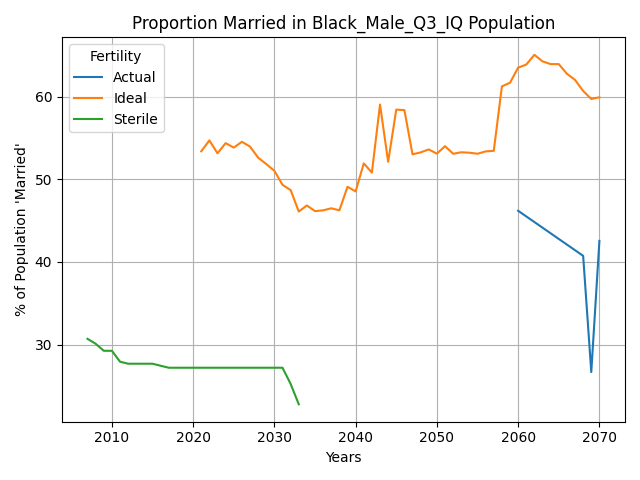 Proportion Married in Black_Male_Q3_IQ Population
Fertility
Actual
Ideal
Sterile
% of Population 'Married'
60
50
40
30
2010 2020 2030 2040 2050 2060 2070
Years